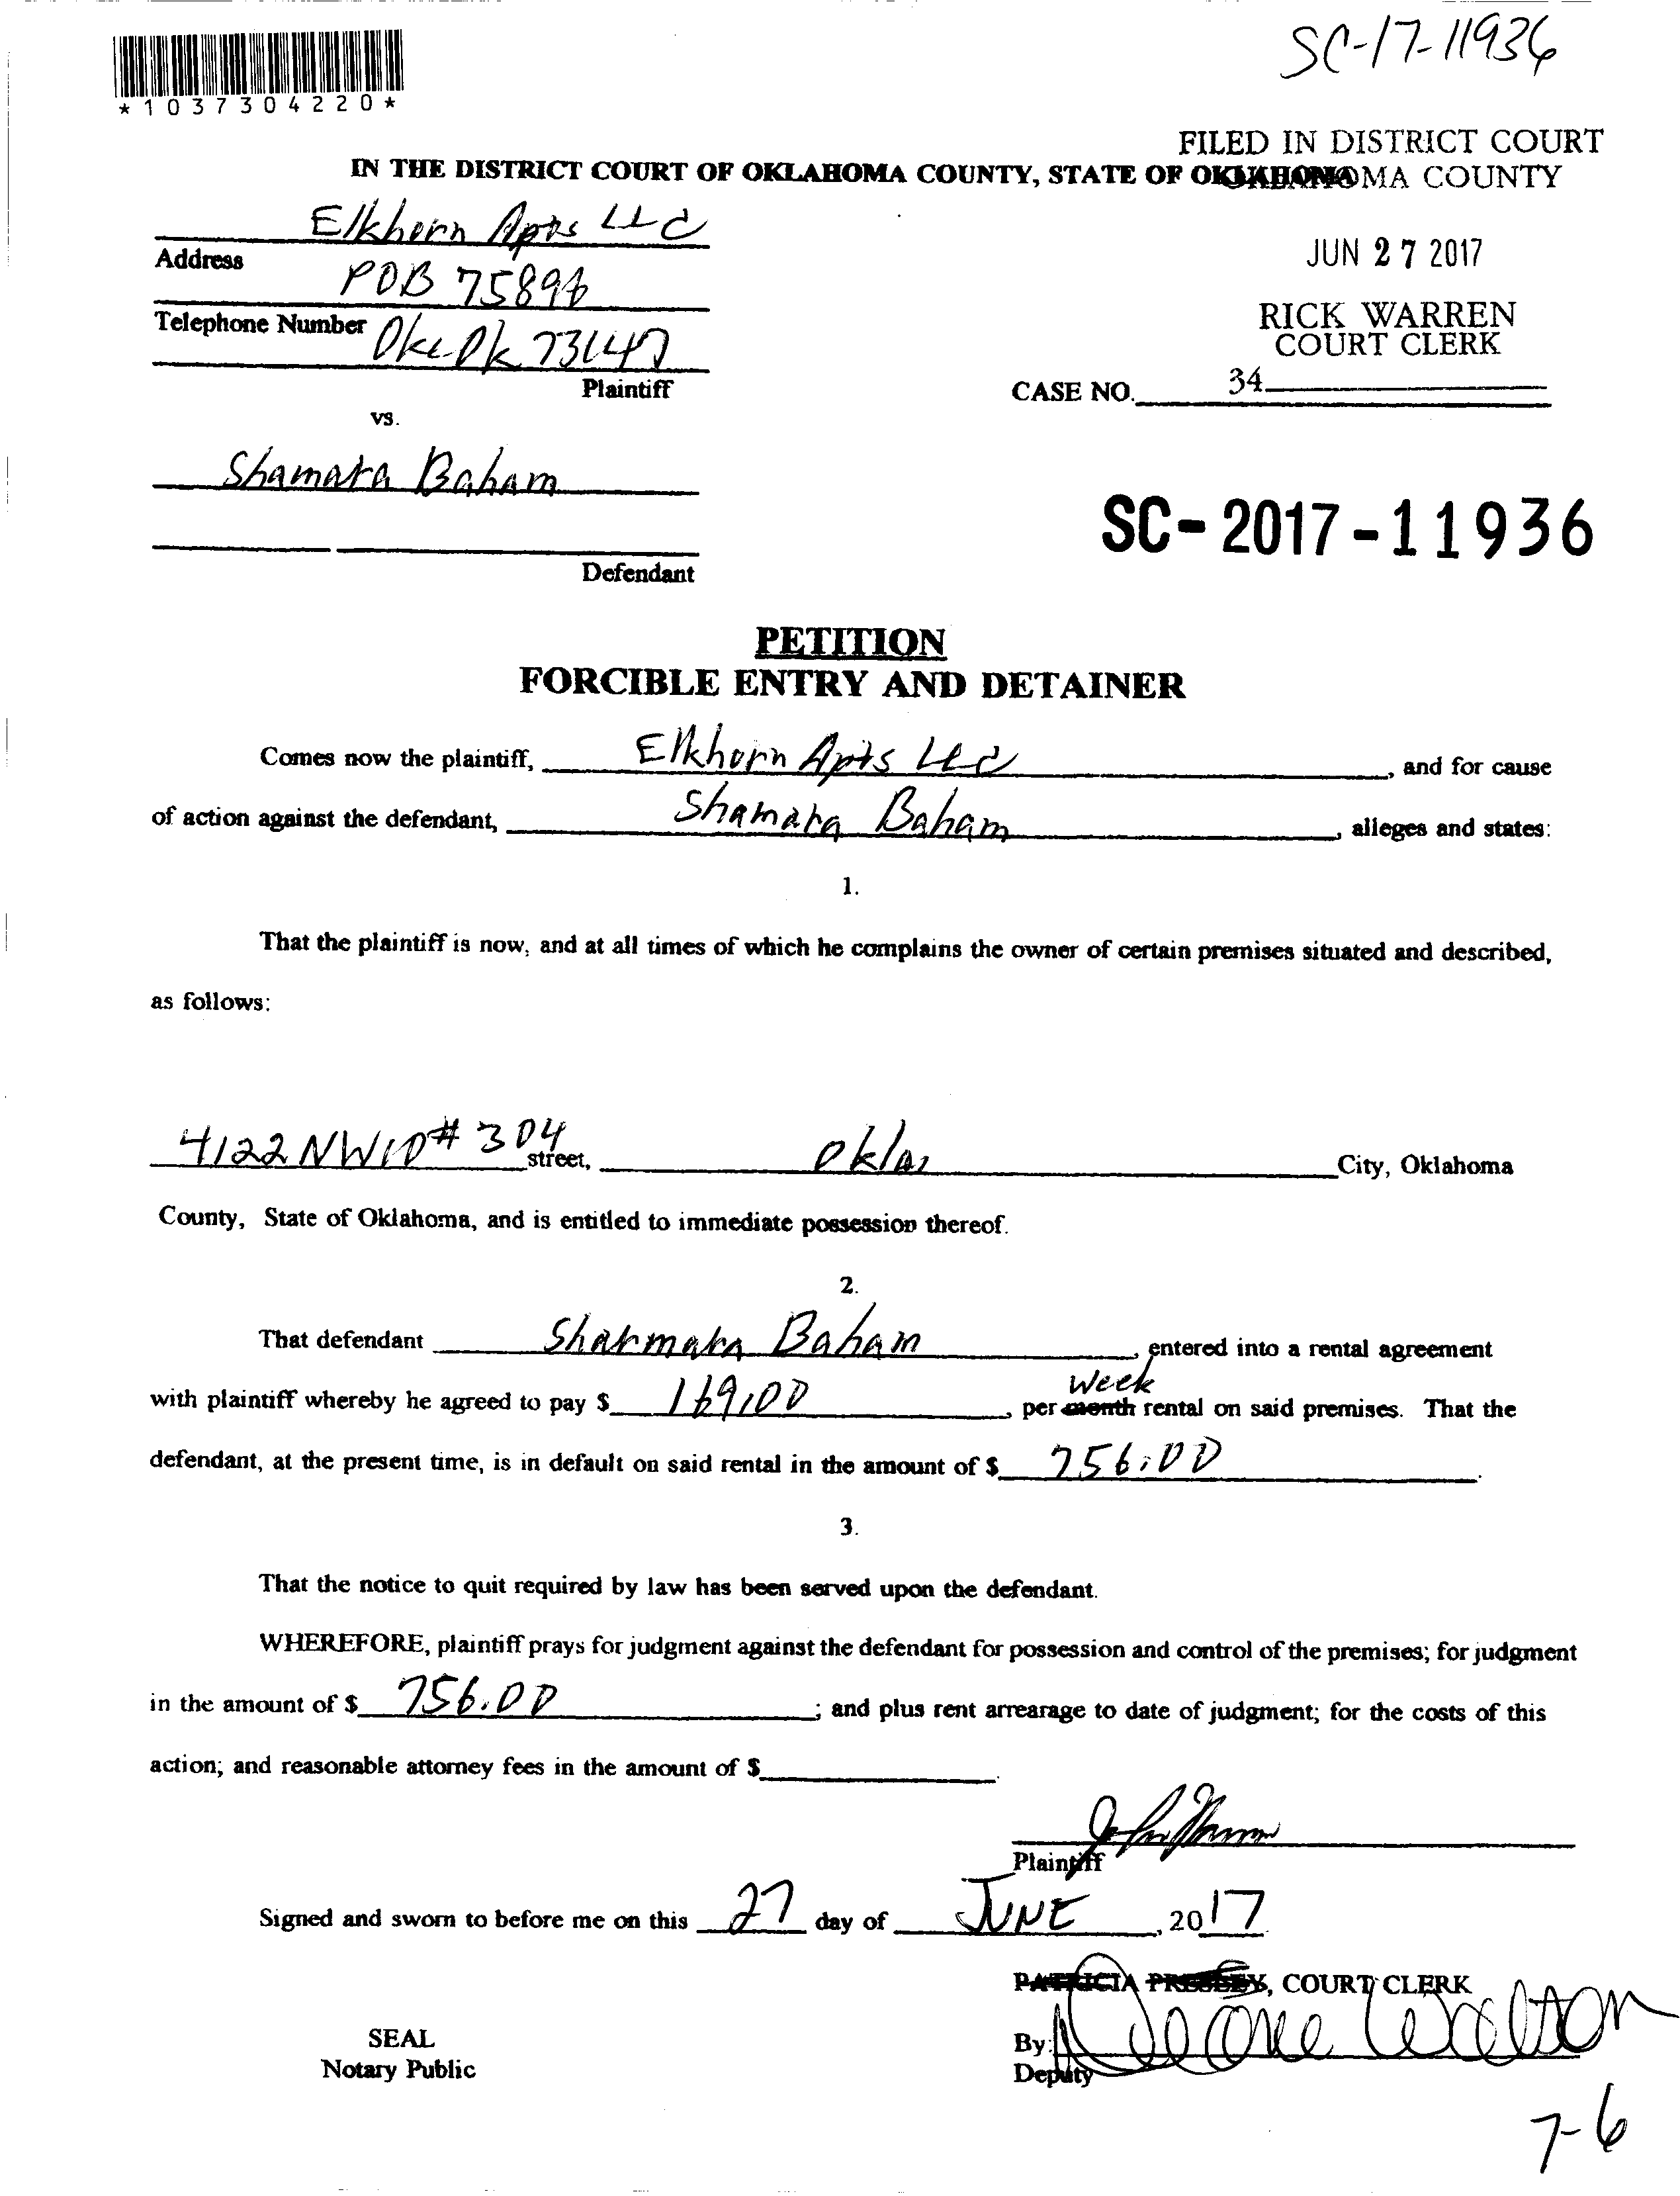 SC-17-11936
*1037304220*
FILED IN DISTRICT COURT
IN THE DISTRICT COURT OF OKLAHOMA COUNTY, STATE OF OKLAHOMA
OKLAHOMA COUNTY
Elkhorn Apts LLC
JUN 27 2017
Address
POB 75896
RICK WARREN
COURT CLERK
Telephone Number
Okc Ok 73147
Plaintiff
34
CASE NO.
vs.
Shamara Baham
SC-2017-11936
Defendant
PETITION
FORCIBLE ENTRY AND DETAINER
Comes now the plaintiff, Elkhorn Apts LLC, and for cause
of action against the defendant, Shamara Baham, alleges and states:
1.
That the plaintiff is now, and at all times of which he complains the owner of certain premises situated and described,
as follows:
4122 NW10 # 304 street, Okla, City, Oklahoma
County, State of Oklahoma, and is entitled to immediate possession thereof.
2.
That defendant Sharmara Baham, entered into a rental agreement
Week
with plaintiff whereby he agreed to pay $ 169.00, per month rental on said premises. That the
defendant, at the present time, is in default on said rental in the amount of $ 756.00.
3.
That the notice to quit required by law has been served upon the defendant.
WHEREFORE, plaintiff prays for judgment against the defendant for possession and control of the premises; for judgment
in the amount of $ 756.00; and plus rent arrearage to date of judgment; for the costs of this
action; and reasonable attorney fees in the amount of $
Plaintiff
Signed and sworn to before me on this 27 day of JUNE, 2017.
PATRICIA PRESLEY, COURT CLERK
SEAL
By: Walton
Notary Public
Deputy
7-6